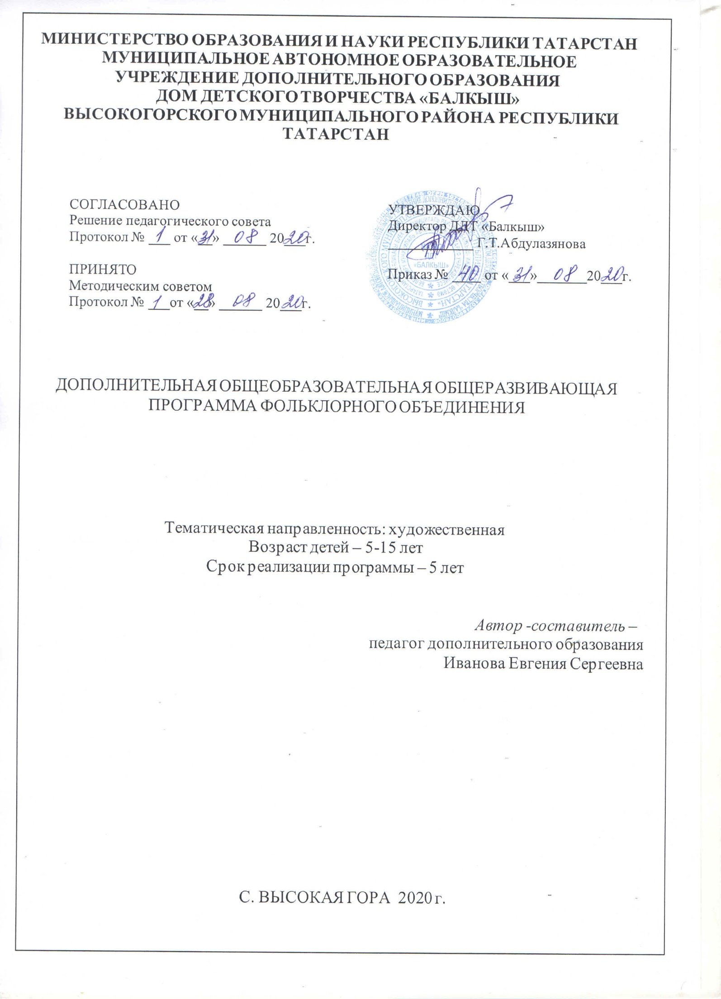 МИНИСТЕРСТВО ОБРАЗОВАНИЯ И НАУКИ РЕСПУБЛИКИ ТАТАРСТАН
МУНИЦИПАЛЬНОЕ АВТОНОМНОЕ ОБРАЗОВАТЕЛЬНОЕ
УЧРЕЖДЕНИЕ ДОПОЛНИТЕЛЬНОГО ОБРАЗОВАНИЯ
ДОМ ДЕТСКОГО ТВОРЧЕСТВА «БАЛКЫШ»
ВЫСОКОГОРСКОГО МУНИЦИПАЛЬНОГО РАЙОНА РЕСПУБЛИКИ
ТАТАРСТАН
СОГЛАСОВАНО
Решение педагогического совета
Протокол № 1 от «31» 08 2020г.
ПРИНЯТО
Методическим советом
Протокол № 1 от «28» 08 2020г.
УТВЕРЖДАЮ
Директор ДДТ «Балкыш»
Г.Т.Абдулазянова
«БАЛКЫШ»
Приказ № 40 от «31» 08 2020г.
ДОПОЛНИТЕЛЬНАЯ ОБЩЕОБРАЗОВАТЕЛЬНАЯ ОБЩЕРАЗВИВАЮЩАЯ
ПРОГРАММА ФОЛЬКЛОРНОГО ОБЪЕДИНЕНИЯ
Тематическая направленность: художественная
Возраст детей – 5-15 лет
Срок реализации программы – 5 лет
Автор -составитель –
педагог дополнительного образования
Иванова Евгения Сергеевна
С. ВЫСОКАЯ ГОРА 2020 г.